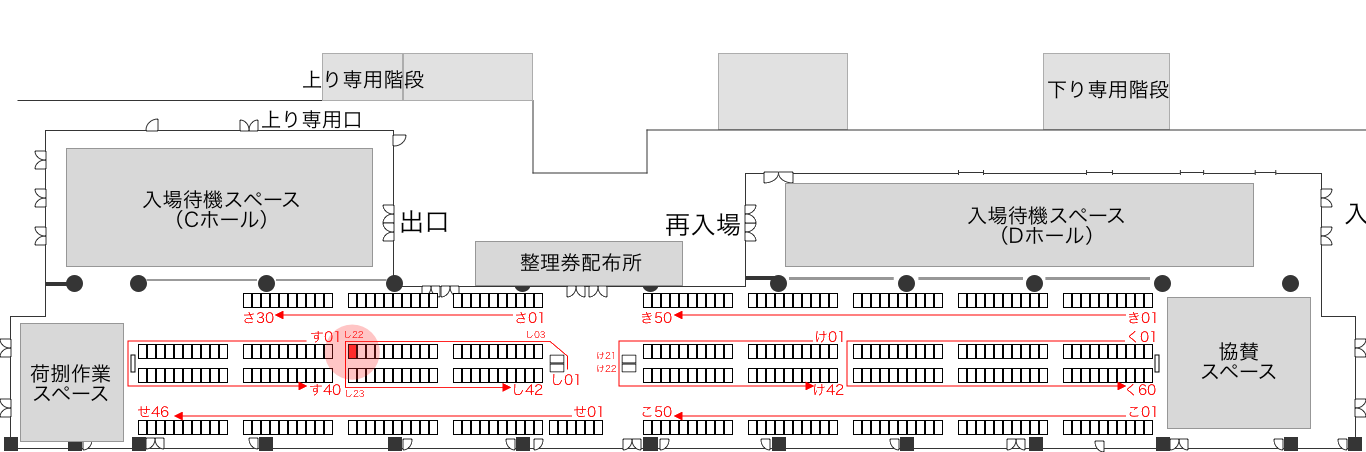 上り専用階段
下り専用階段
上り専用口
入場待機スペース
（Cホール）
出口
再入場
入場待機スペース
（Dホール）
入
整理券配布所
さ30
さ01
き50
き01
す01
し22
し03
け01
く01
荷捌作業
スペース
け21
け22
し01
協賛
スペース
す40
し23
し42
け42
く60
せ46
せ01
こ50
こ01